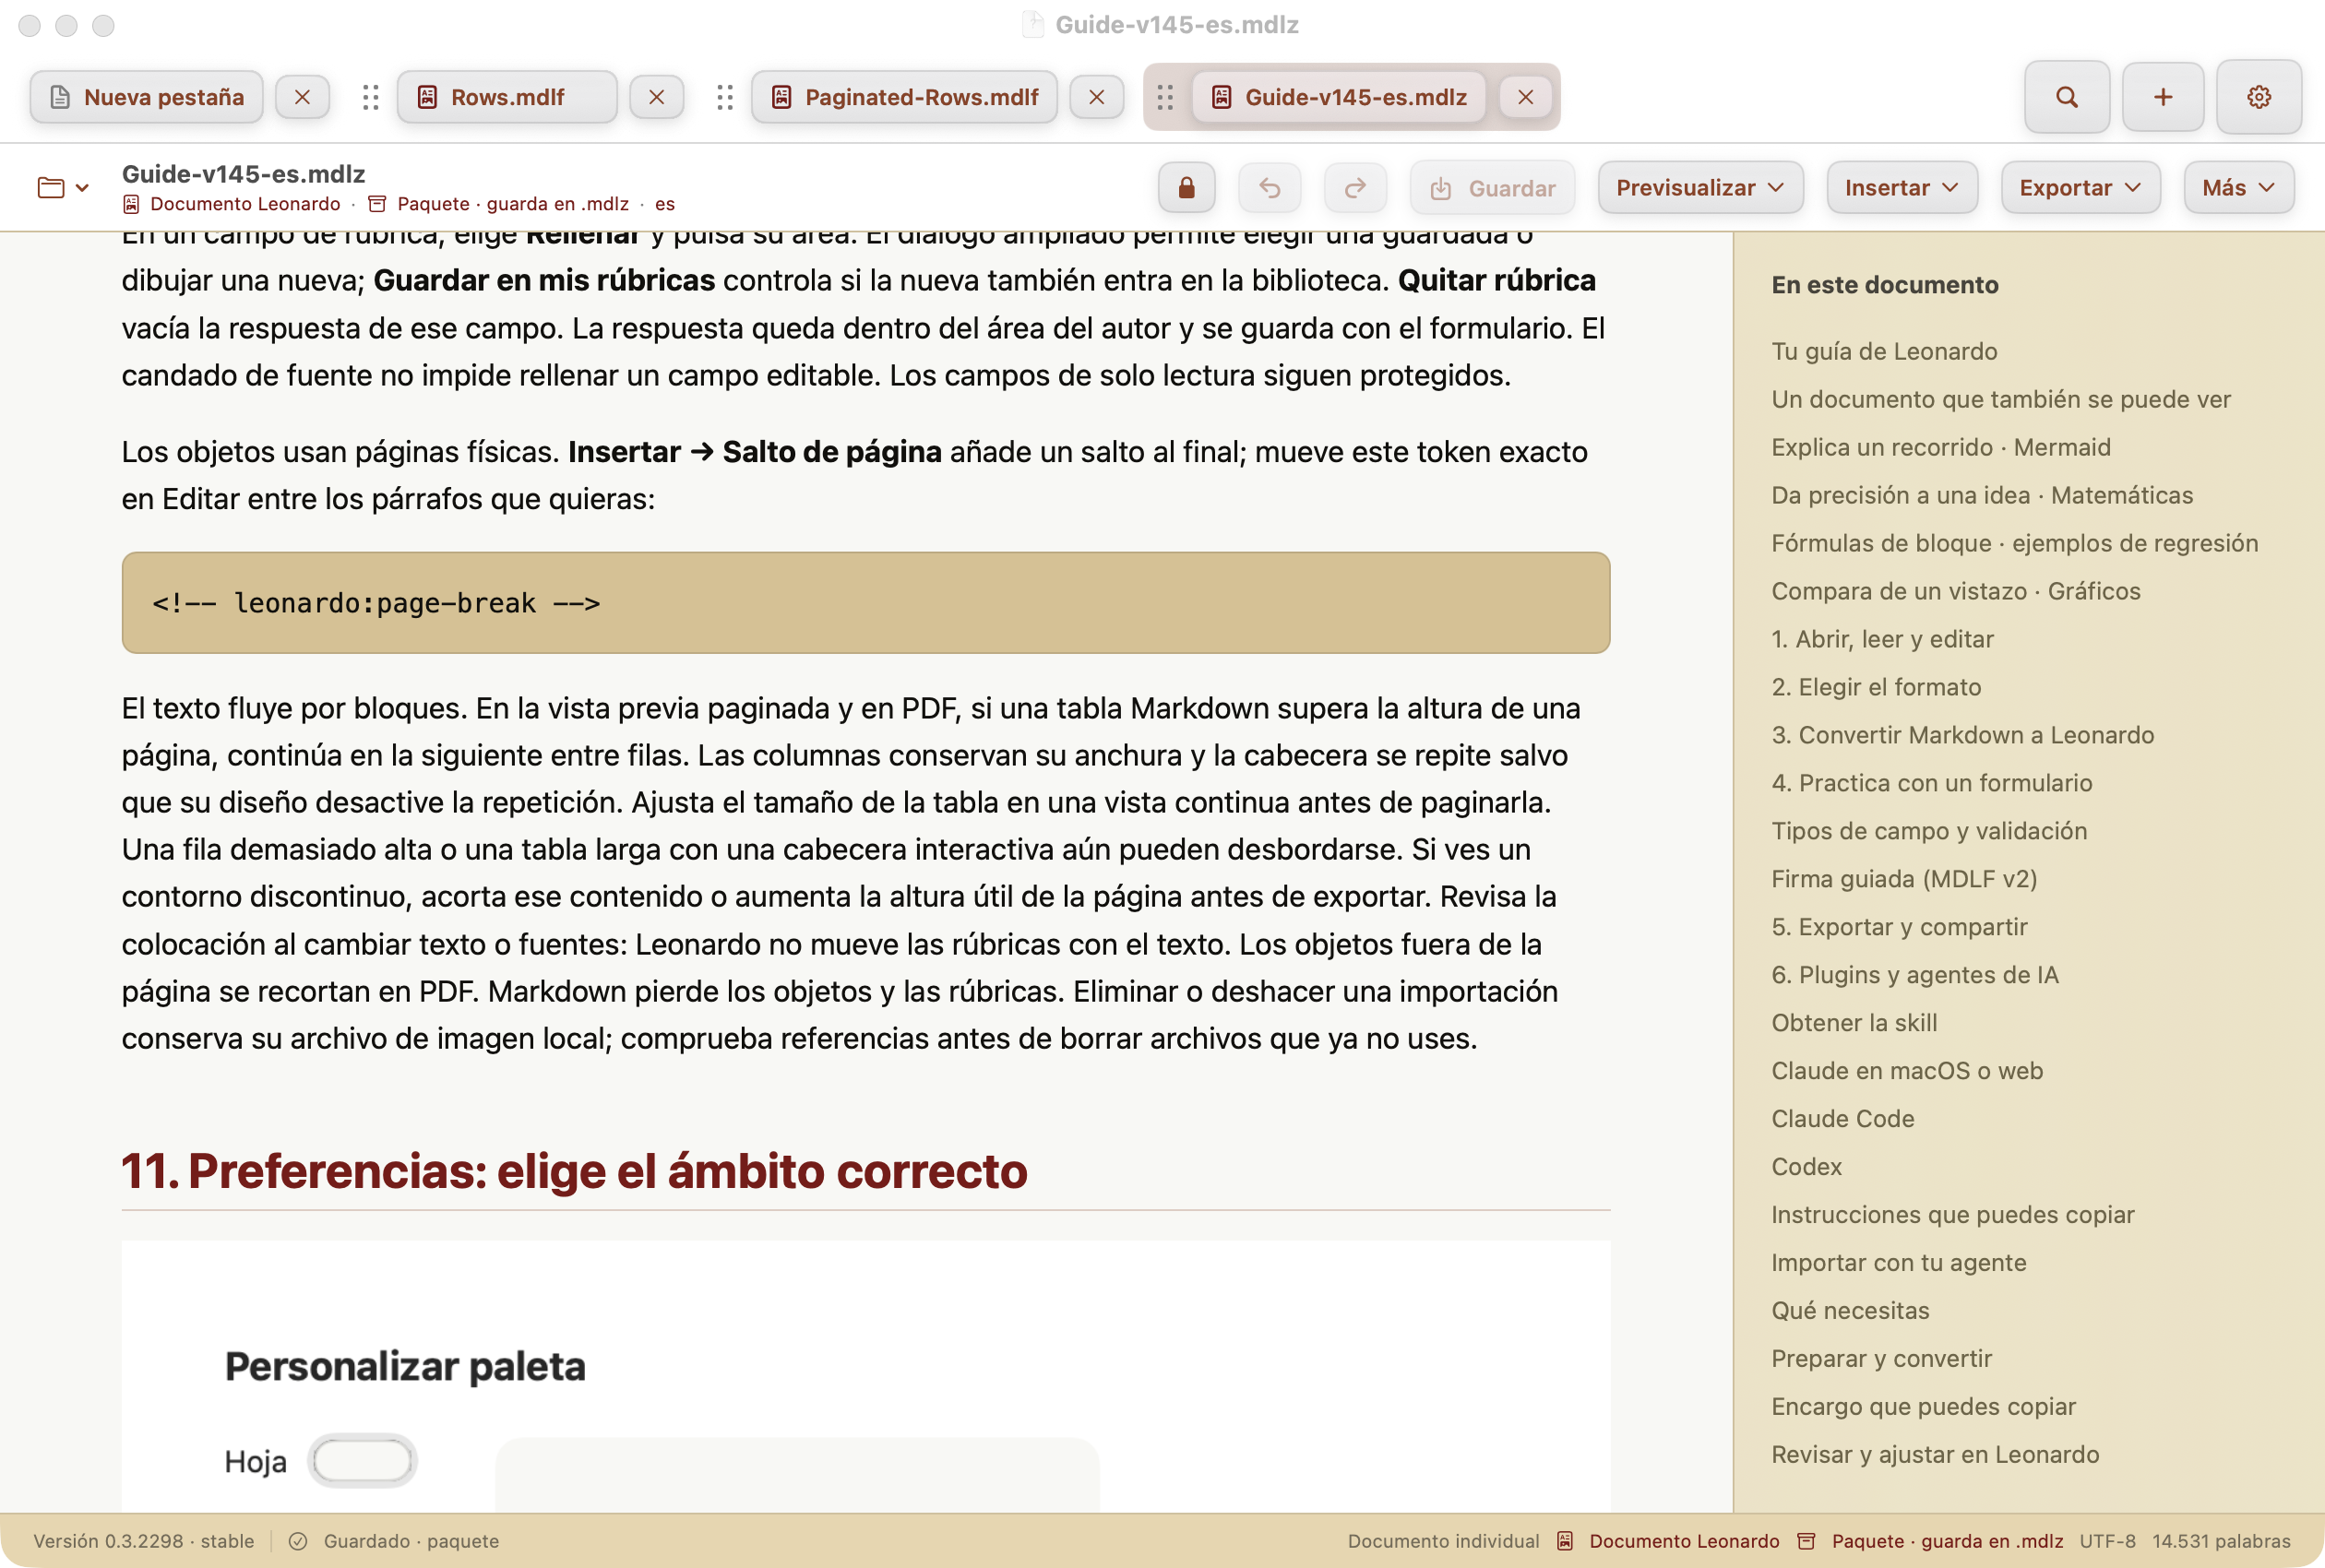 Guide-v145-es.mdlz
Nueva pestaña
Rows.mdlf
Paginated-Rows.mdlf
Guide-v145-es.mdlz
Guide-v145-es.mdlz
Documento Leonardo · Paquete · guarda en .mdlz · es
Guardar
Previsualizar
Insertar
Exportar
Más
En un campo de rúbrica, elige Rellenar y pulsa su área. El diálogo ampliado permite elegir una guardada o
dibujar una nueva; Guardar en mis rúbricas controla si la nueva también entra en la biblioteca. Quitar rúbrica
vacía la respuesta de ese campo. La respuesta queda dentro del área del autor y se guarda con el formulario. El
candado de fuente no impide rellenar un campo editable. Los campos de solo lectura siguen protegidos.
Los objetos usan páginas físicas. Insertar → Salto de página añade un salto al final; mueve este token exacto
en Editar entre los párrafos que quieras:
<!-- leonardo:page-break -->
El texto fluye por bloques. En la vista previa paginada y en PDF, si una tabla Markdown supera la altura de una
página, continúa en la siguiente entre filas. Las columnas conservan su anchura y la cabecera se repite salvo
que su diseño desactive la repetición. Ajusta el tamaño de la tabla en una vista continua antes de paginarla.
Una fila demasiado alta o una tabla larga con una cabecera interactiva aún pueden desbordarse. Si ves un
contorno discontinuo, acorta ese contenido o aumenta la altura útil de la página antes de exportar. Revisa la
colocación al cambiar texto o fuentes: Leonardo no mueve las rúbricas con el texto. Los objetos fuera de la
página se recortan en PDF. Markdown pierde los objetos y las rúbricas. Eliminar o deshacer una importación
conserva su archivo de imagen local; comprueba referencias antes de borrar archivos que ya no uses.
11. Preferencias: elige el ámbito correcto
Personalizar paleta
Hoja
En este documento
Tu guía de Leonardo
Un documento que también se puede ver
Explica un recorrido · Mermaid
Da precisión a una idea · Matemáticas
Fórmulas de bloque · ejemplos de regresión
Compara de un vistazo · Gráficos
1. Abrir, leer y editar
2. Elegir el formato
3. Convertir Markdown a Leonardo
4. Practica con un formulario
Tipos de campo y validación
Firma guiada (MDLF v2)
5. Exportar y compartir
6. Plugins y agentes de IA
Obtener la skill
Claude en macOS o web
Claude Code
Codex
Instrucciones que puedes copiar
Importar con tu agente
Qué necesitas
Preparar y convertir
Encargo que puedes copiar
Revisar y ajustar en Leonardo
Versión 0.3.2298 · stable
Guardado · paquete
Documento individual
Documento Leonardo
Paquete · guarda en .mdlz
UTF-8
14.531 palabras